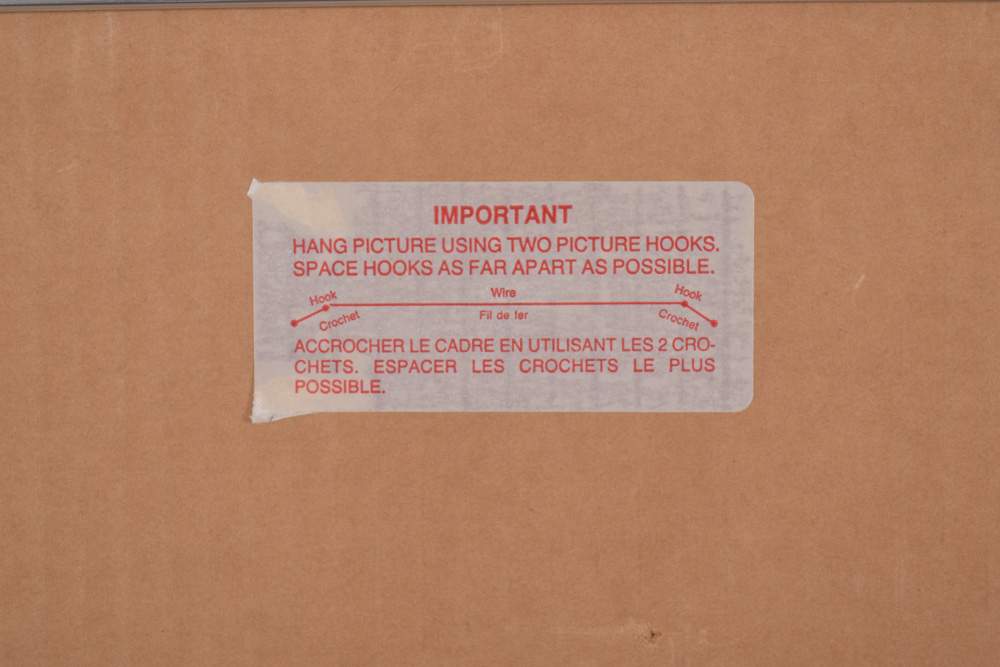 IMPORTANT
HANG PICTURE USING TWO PICTURE HOOKS.
SPACE HOOKS AS FAR APART AS POSSIBLE.
Hook Wire Hook
Crochet Fil de fer Crochet
ACCROCHER LE CADRE EN UTILISANT LES 2 CRO-
CHETS. ESPACER LES CROCHETS LE PLUS
POSSIBLE.